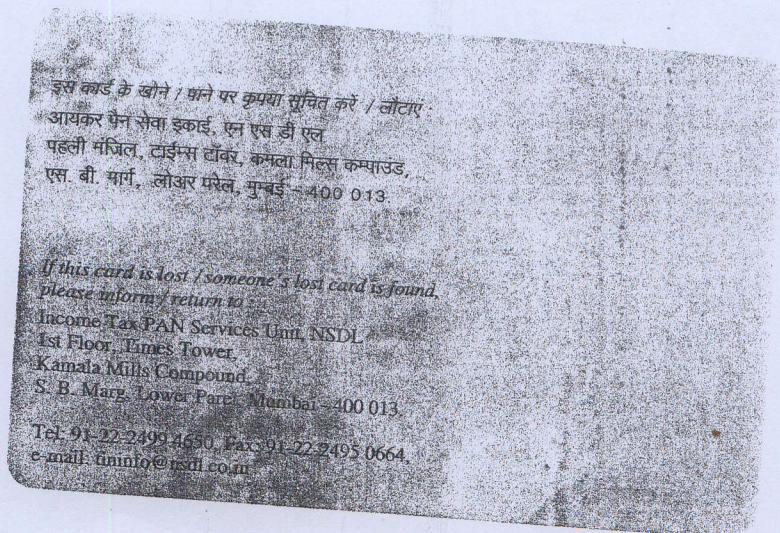 इस कार्ड के खोने / पाने पर कृपया सूचित करें / लौटाएं :
आयकर पैन सेवा इकाई, एन एस डी एल
पहली मंजिल, टाईम्स टॉवर, कमला मिल्स कम्पाउंड,
एस. बी. मार्ग, लोअर परेल, मुम्बई - 400 013.
If this card is lost / someone's lost card is found,
please inform / return to :
Income Tax PAN Services Unit, NSDL
1st Floor, Times Tower,
Kamala Mills Compound,
S. B. Marg, Lower Parel, Mumbai - 400 013.
Tel: 91-22-2499 4650, Fax: 91-22-2495 0664,
e-mail: tininfo@nsdl.co.in